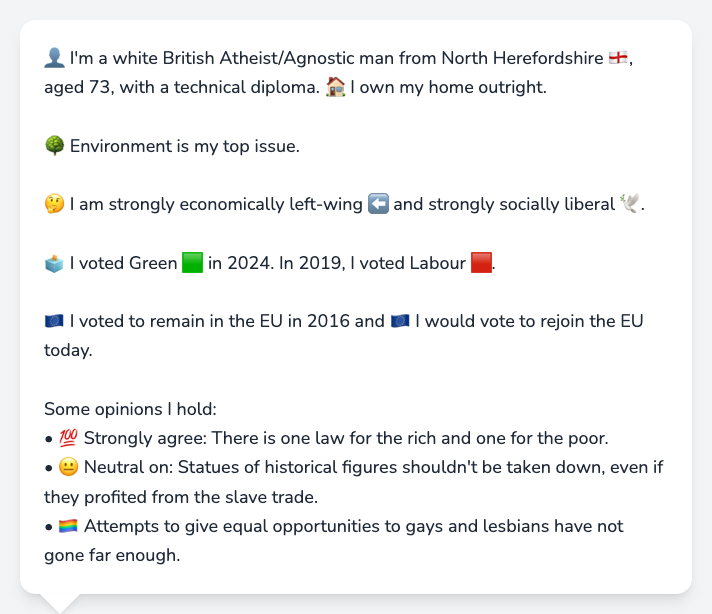 👤 I'm a white British Atheist/Agnostic man from North Herefordshire 🏴󠁧󠁢󠁥󠁮󠁧󠁿,
aged 73, with a technical diploma. 🏠 I own my home outright.
🌳 Environment is my top issue.
🤔 I am strongly economically left-wing ⬅️ and strongly socially liberal 🕊️.
🗳️ I voted Green 🟩 in 2024. In 2019, I voted Labour 🟥.
🇪🇺 I voted to remain in the EU in 2016 and 🇪🇺 I would vote to rejoin the EU
today.
Some opinions I hold:
• 💯 Strongly agree: There is one law for the rich and one for the poor.
• 😐 Neutral on: Statues of historical figures shouldn't be taken down, even if
they profited from the slave trade.
• 🏳️‍🌈 Attempts to give equal opportunities to gays and lesbians have not
gone far enough.